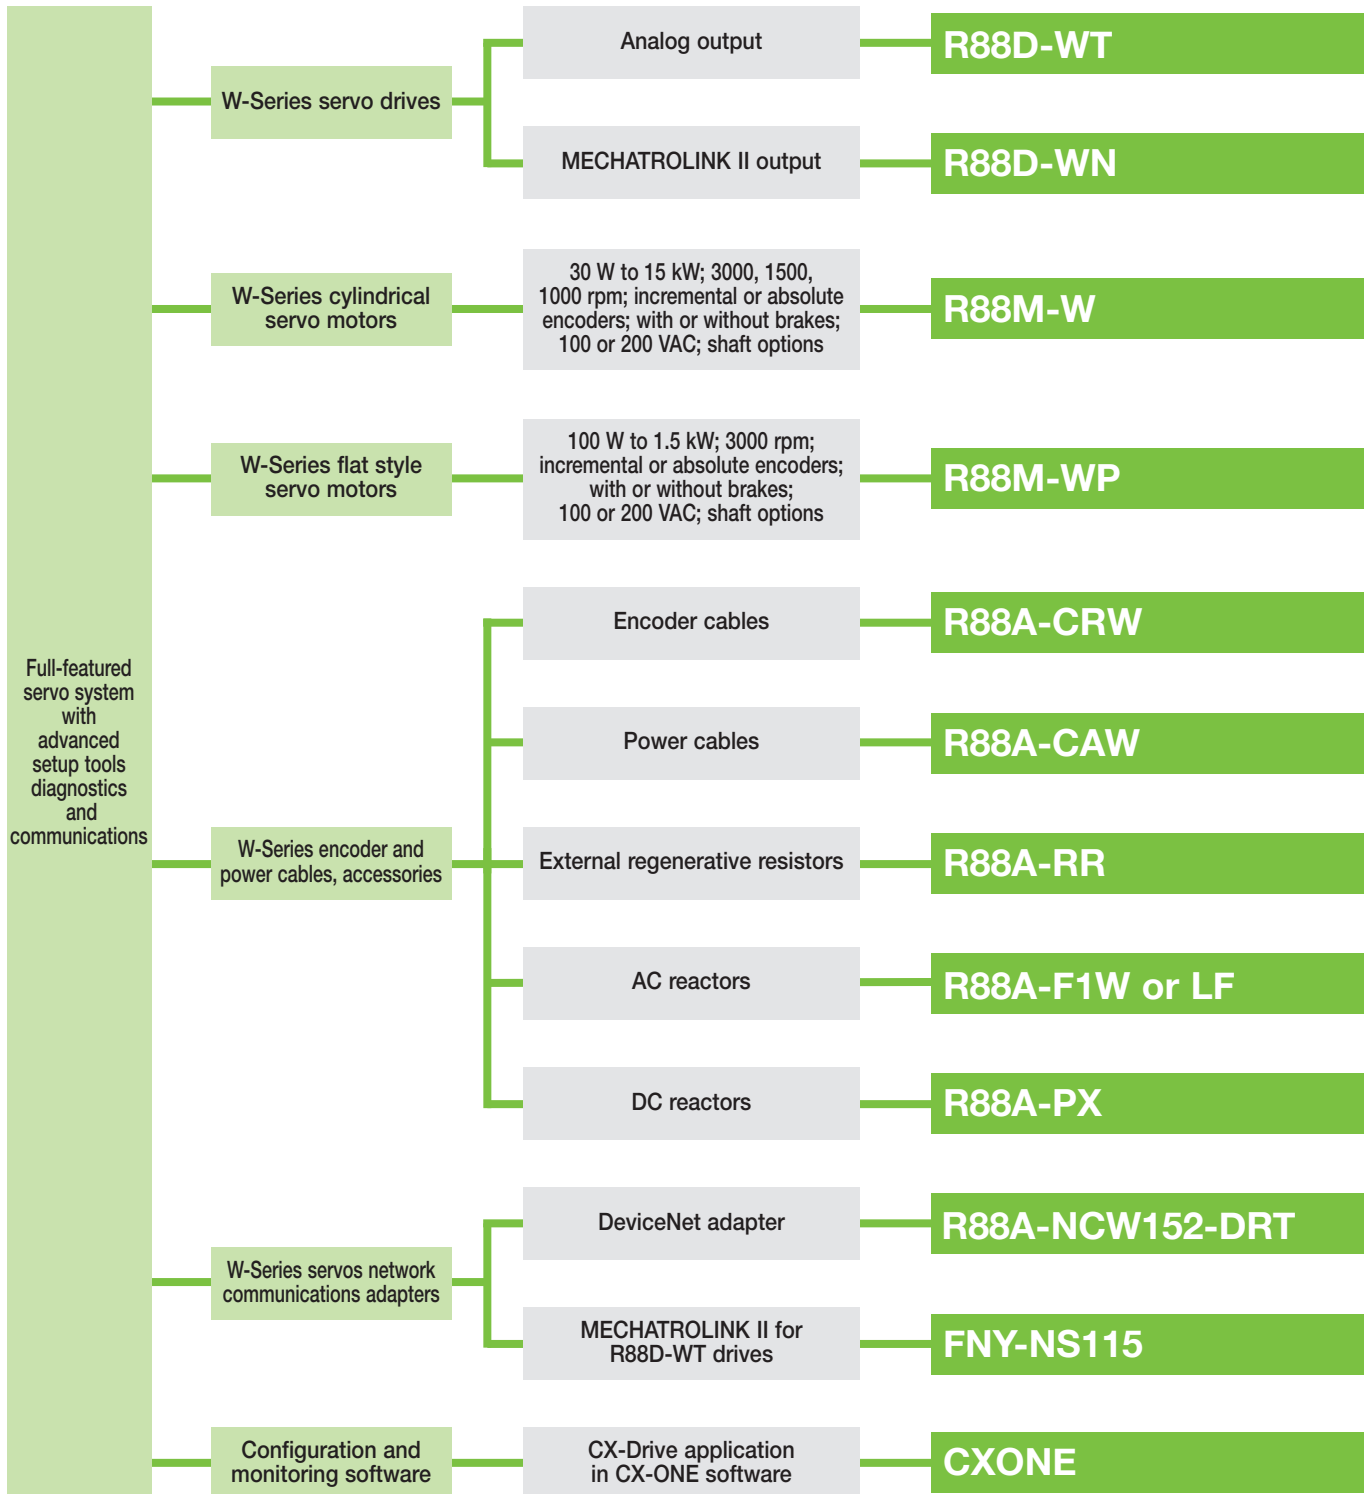 Full-featured
servo system
with
advanced
setup tools
diagnostics
and
communications
W-Series servo drives
Analog output
R88D-WT
MECHATROLINK II output
R88D-WN
W-Series cylindrical
servo motors
30 W to 15 kW; 3000, 1500,
1000 rpm; incremental or absolute
encoders; with or without brakes;
100 or 200 VAC; shaft options
R88M-W
W-Series flat style
servo motors
100 W to 1.5 kW; 3000 rpm;
incremental or absolute encoders;
with or without brakes;
100 or 200 VAC; shaft options
R88M-WP
W-Series encoder and
power cables, accessories
Encoder cables
R88A-CRW
Power cables
R88A-CAW
External regenerative resistors
R88A-RR
AC reactors
R88A-F1W or LF
DC reactors
R88A-PX
W-Series servos network
communications adapters
DeviceNet adapter
R88A-NCW152-DRT
MECHATROLINK II for
R88D-WT drives
FNY-NS115
Configuration and
monitoring software
CX-Drive application
in CX-ONE software
CXONE